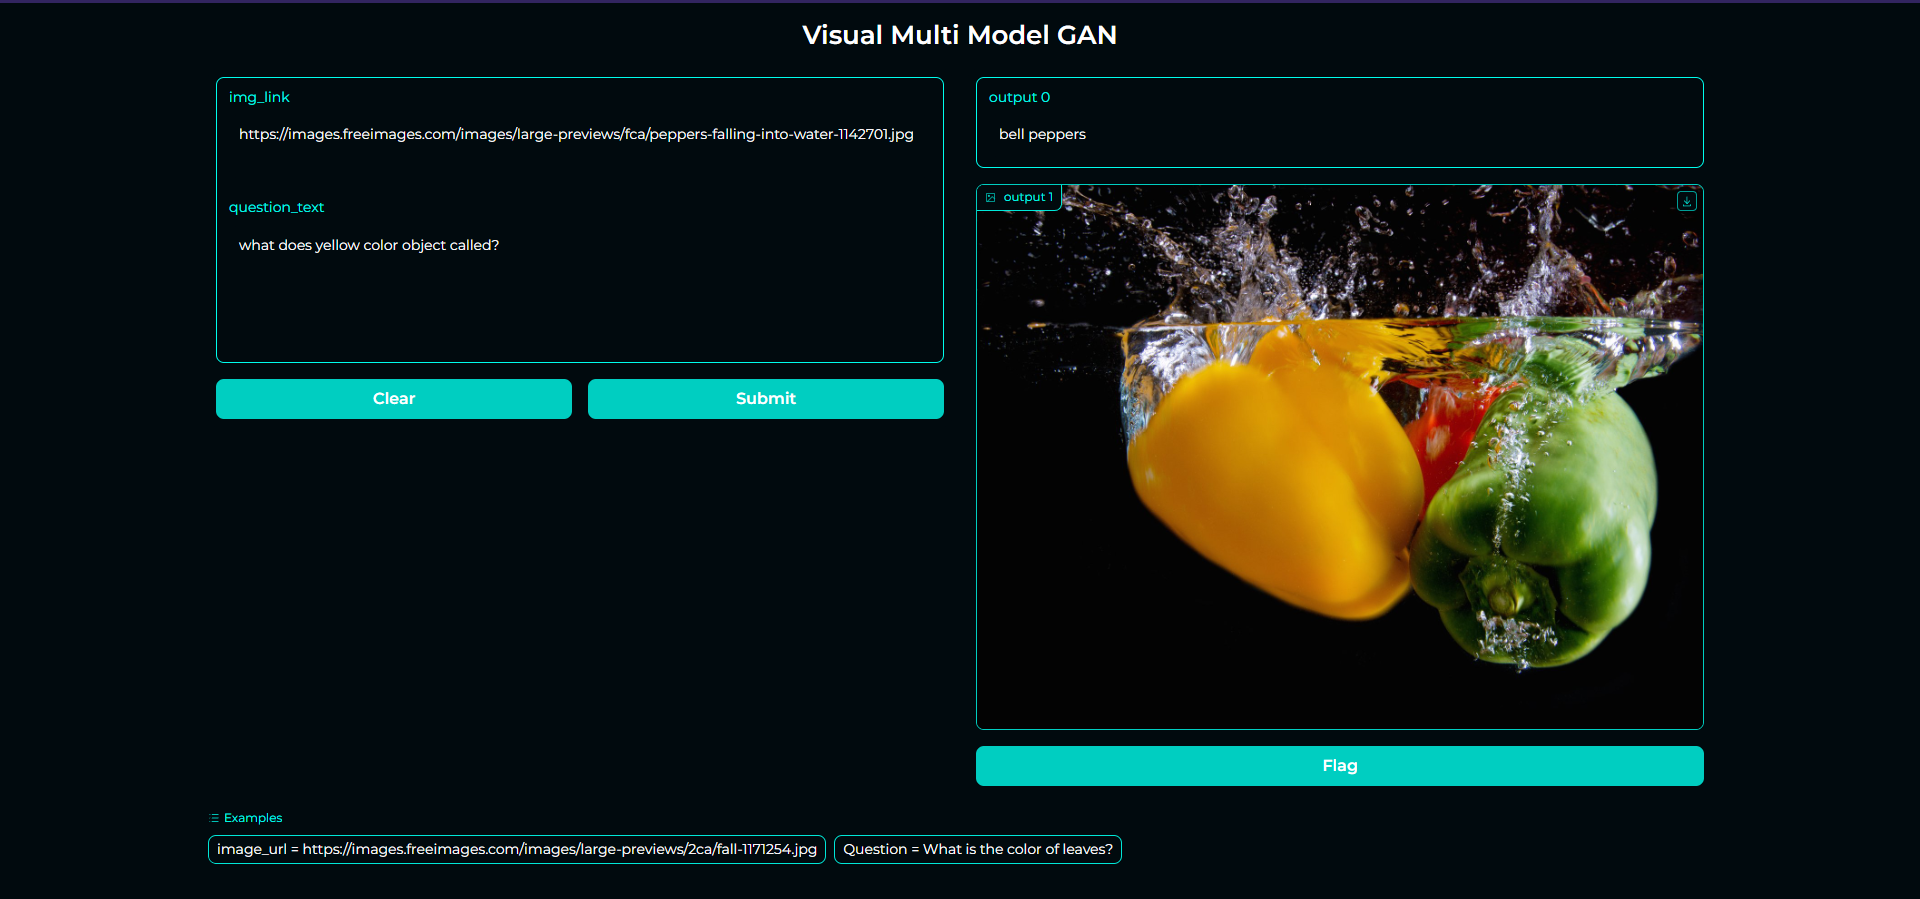 Visual Multi Model GAN
img_link
https://images.freeimages.com/images/large-previews/fca/peppers-falling-into-water-1142701.jpg
question_text
what does yellow color object called?
Clear
Submit
output 0
bell peppers
output 1
Flag
Examples
image_url = https://images.freeimages.com/images/large-previews/2ca/fall-1171254.jpg
Question = What is the color of leaves?